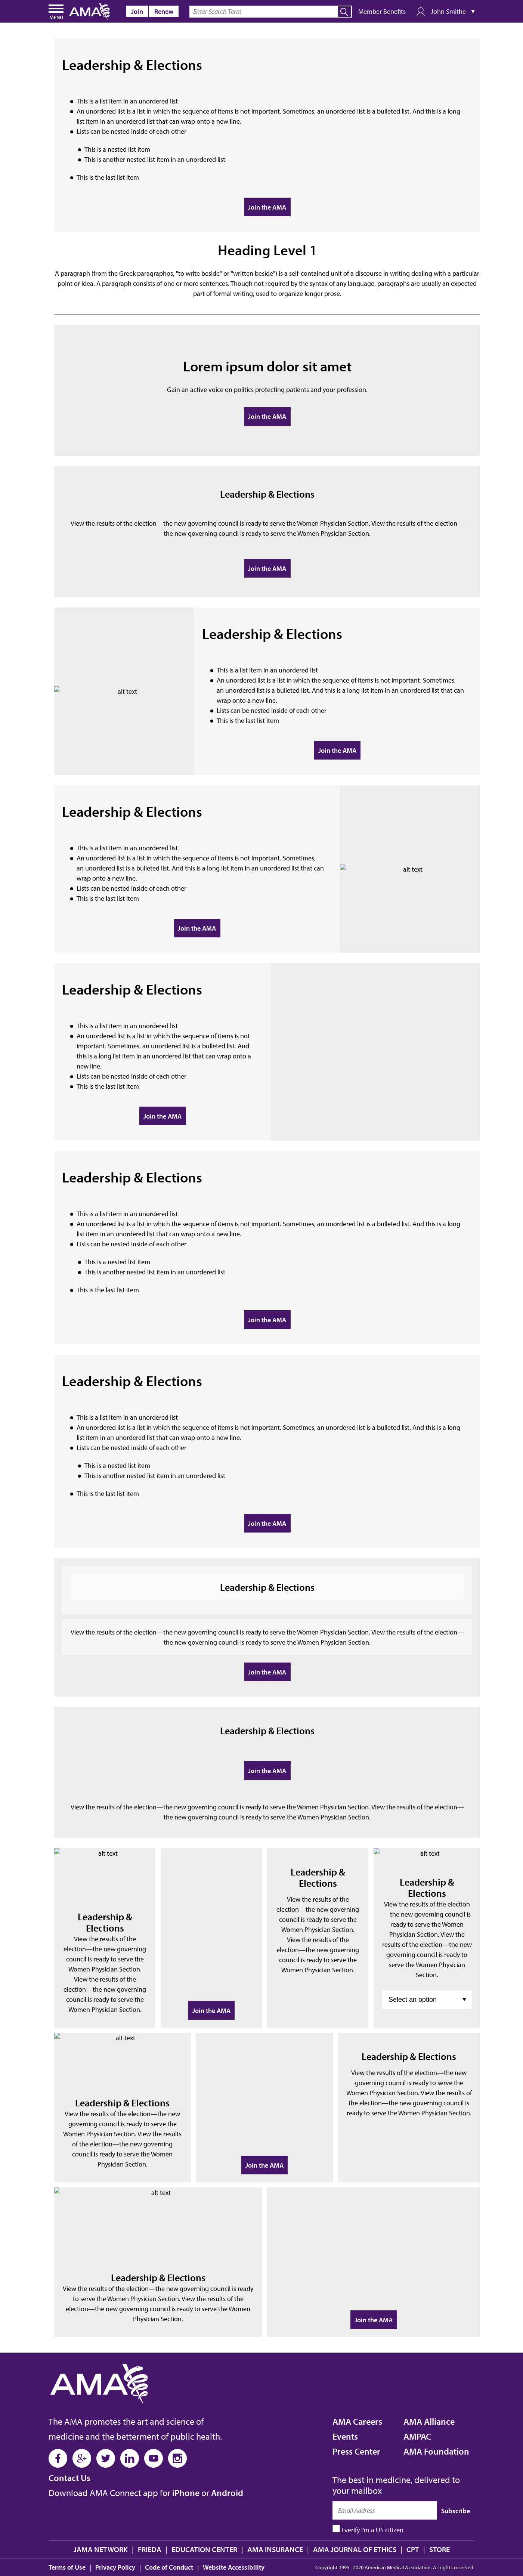 MENU
AMA
Join
Renew
Enter Search Term
Member Benefits
John Smithe
Leadership & Elections
This is a list item in an unordered list
An unordered list is a list in which the sequence of items is not important. Sometimes, an unordered list is a bulleted list. And this is a long
list item in an unordered list that can wrap onto a new line.
Lists can be nested inside of each other
This is a nested list item
This is another nested list item in an unordered list
This is the last list item
Join the AMA
Heading Level 1
A paragraph (from the Greek paragraphos, "to write beside" or "written beside") is a self-contained unit of a discourse in writing dealing with a particular
point or idea. A paragraph consists of one or more sentences. Though not required by the syntax of any language, paragraphs are usually an expected
part of formal writing, used to organize longer prose.
Lorem ipsum dolor sit amet
Gain an active voice on politics protecting patients and your profession.
Join the AMA
Leadership & Elections
View the results of the election—the new governing council is ready to serve the Women Physician Section. View the results of the election—
the new governing council is ready to serve the Women Physician Section.
Join the AMA
alt text
Leadership & Elections
This is a list item in an unordered list
An unordered list is a list in which the sequence of items is not important. Sometimes,
an unordered list is a bulleted list. And this is a long list item in an unordered list that can
wrap onto a new line.
Lists can be nested inside of each other
This is the last list item
Join the AMA
Leadership & Elections
This is a list item in an unordered list
An unordered list is a list in which the sequence of items is not important. Sometimes,
an unordered list is a bulleted list. And this is a long list item in an unordered list that can
wrap onto a new line.
Lists can be nested inside of each other
This is the last list item
Join the AMA
alt text
Leadership & Elections
This is a list item in an unordered list
An unordered list is a list in which the sequence of items is not
important. Sometimes, an unordered list is a bulleted list. And
this is a long list item in an unordered list that can wrap onto a
new line.
Lists can be nested inside of each other
This is the last list item
Join the AMA
Leadership & Elections
This is a list item in an unordered list
An unordered list is a list in which the sequence of items is not important. Sometimes, an unordered list is a bulleted list. And this is a long
list item in an unordered list that can wrap onto a new line.
Lists can be nested inside of each other
This is a nested list item
This is another nested list item in an unordered list
This is the last list item
Join the AMA
Leadership & Elections
This is a list item in an unordered list
An unordered list is a list in which the sequence of items is not important. Sometimes, an unordered list is a bulleted list. And this is a long
list item in an unordered list that can wrap onto a new line.
Lists can be nested inside of each other
This is a nested list item
This is another nested list item in an unordered list
This is the last list item
Join the AMA
Leadership & Elections
View the results of the election—the new governing council is ready to serve the Women Physician Section. View the results of the election—
the new governing council is ready to serve the Women Physician Section.
Join the AMA
Leadership & Elections
Join the AMA
View the results of the election—the new governing council is ready to serve the Women Physician Section. View the results of the election—
the new governing council is ready to serve the Women Physician Section.
alt text
Leadership &
Elections
View the results of the
election—the new governing
council is ready to serve the
Women Physician Section.
View the results of the
election—the new governing
council is ready to serve the
Women Physician Section.
Join the AMA
Leadership &
Elections
View the results of the
election—the new governing
council is ready to serve the
Women Physician Section.
View the results of the
election—the new governing
council is ready to serve the
Women Physician Section.
alt text
Leadership &
Elections
View the results of the election
—the new governing council is
ready to serve the Women
Physician Section. View the
results of the election—the new
governing council is ready to
serve the Women Physician
Section.
Select an option
alt text
Leadership & Elections
View the results of the election—the new
governing council is ready to serve the
Women Physician Section. View the results
of the election—the new governing
council is ready to serve the Women
Physician Section.
Join the AMA
Leadership & Elections
View the results of the election—the new
governing council is ready to serve the
Women Physician Section. View the results of
the election—the new governing council is
ready to serve the Women Physician Section.
alt text
Leadership & Elections
View the results of the election—the new governing council is ready
to serve the Women Physician Section. View the results of the
election—the new governing council is ready to serve the Women
Physician Section.
Join the AMA
AMA
The AMA promotes the art and science of
medicine and the betterment of public health.
Contact Us
Download AMA Connect app for iPhone or Android
AMA Careers
Events
Press Center
AMA Alliance
AMPAC
AMA Foundation
The best in medicine, delivered to
your mailbox
Email Address
Subscribe
I verify I'm a US citizen
JAMA NETWORK | FRIEDA | EDUCATION CENTER | AMA INSURANCE | AMA JOURNAL OF ETHICS | CPT | STORE
Terms of Use | Privacy Policy | Code of Conduct | Website Accessibility
Copyright 1995 - 2020 American Medical Association. All rights reserved.